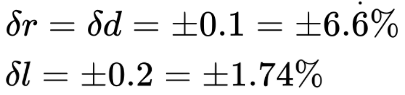 δr = δd = ±0.1 = ±6.6̇%
δl = ±0.2 = ±1.74%